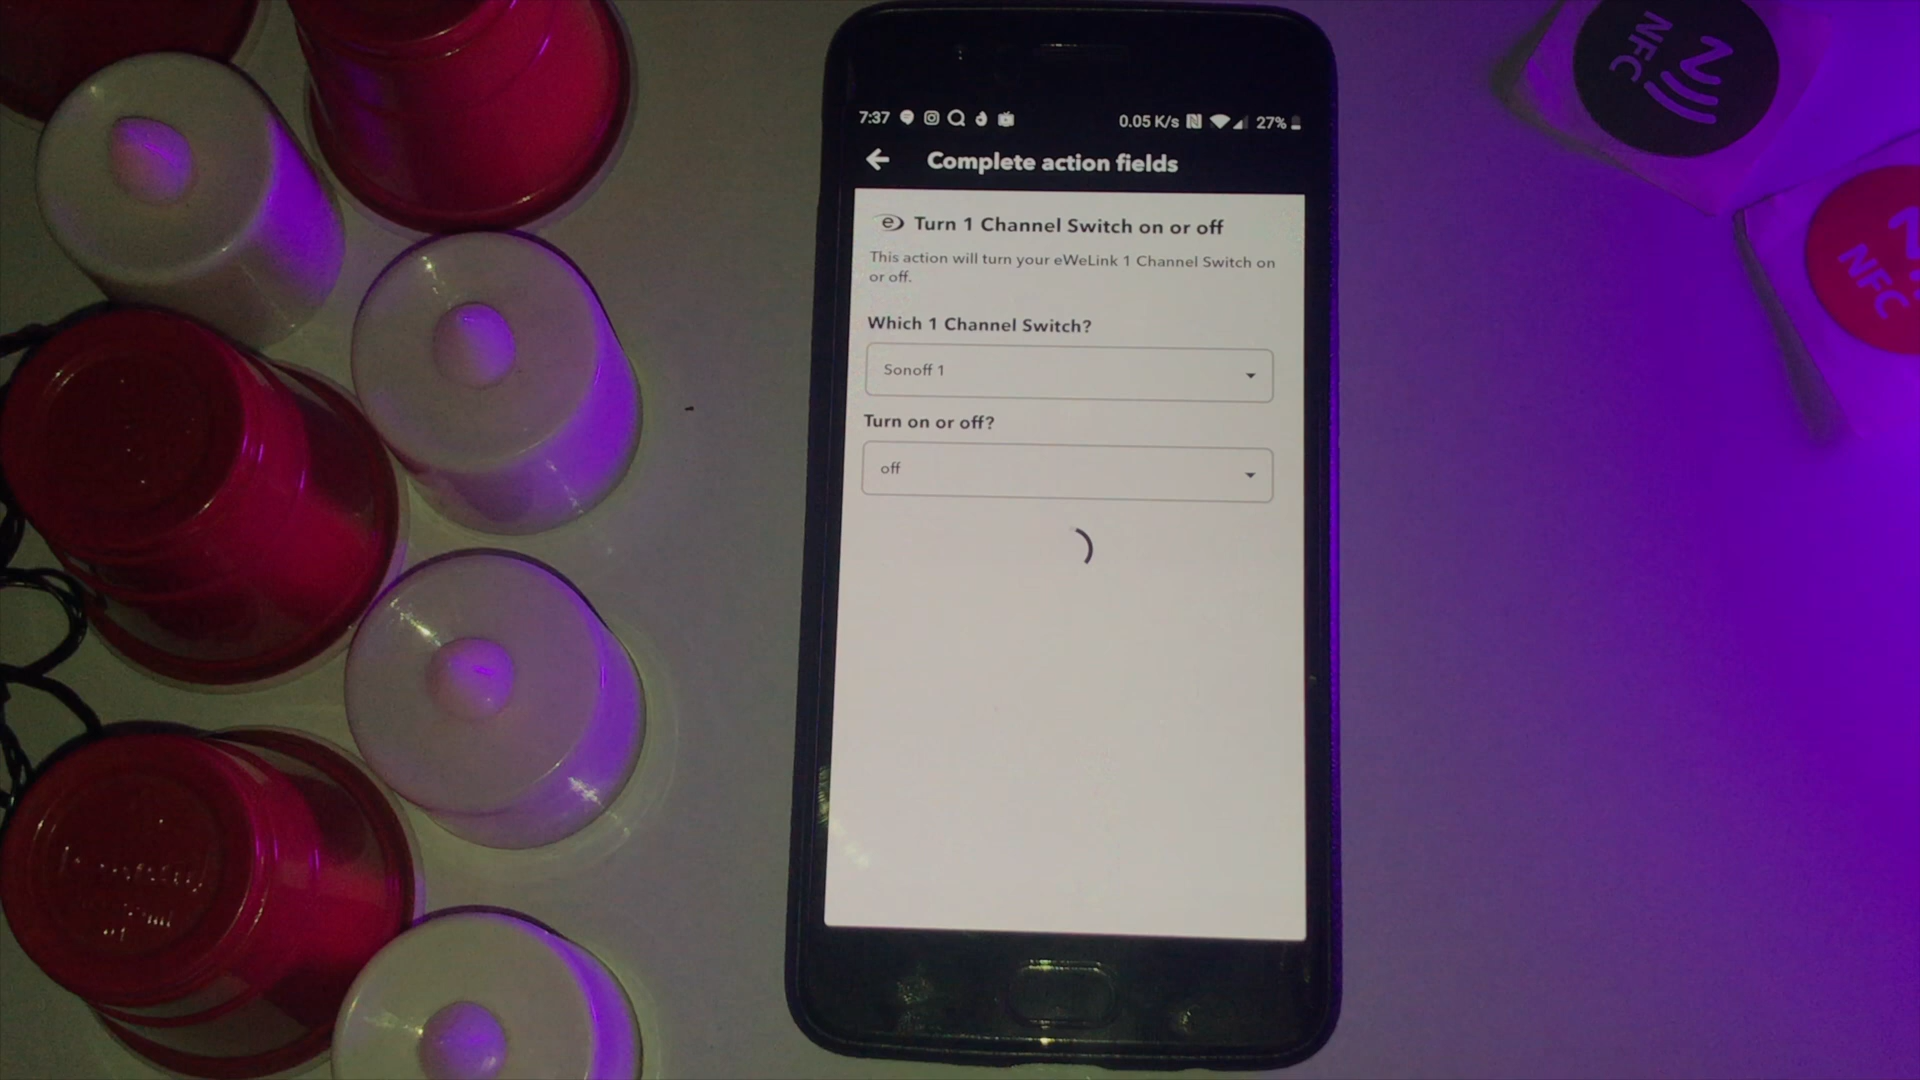 7:37
0.05 K/s
27%
Complete action fields
e
Turn 1 Channel Switch on or off
This action will turn your eWeLink 1 Channel Switch on
or off.
Which 1 Channel Switch?
Sonoff 1
Turn on or off?
off
NFC
NFC